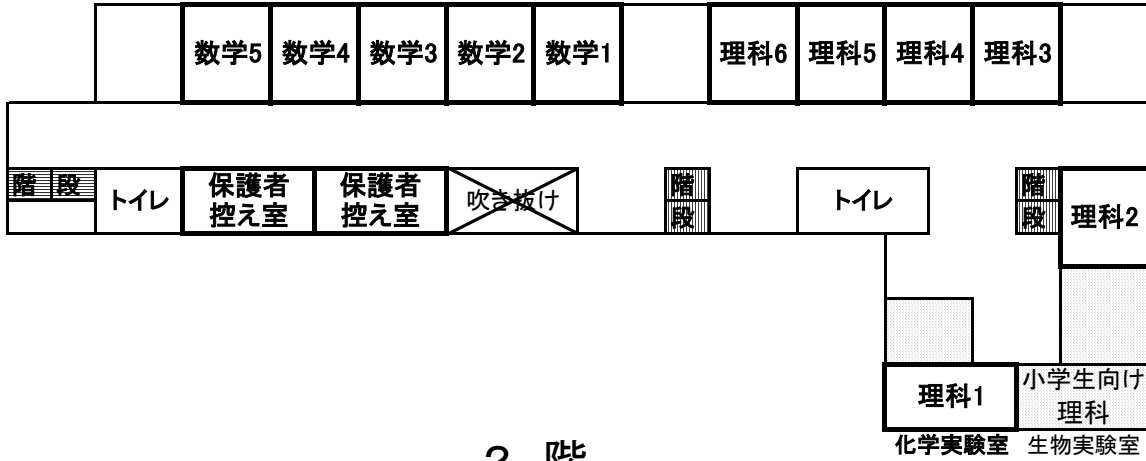 数学5 数学4 数学3 数学2 数学1 理科6 理科5 理科4 理科3
階 段 トイレ 保護者 控え室 保護者 控え室 吹き抜け 階 段 トイレ 階 段 理科2
理科1 小学生向け
理科
化学実験室 生物実験室